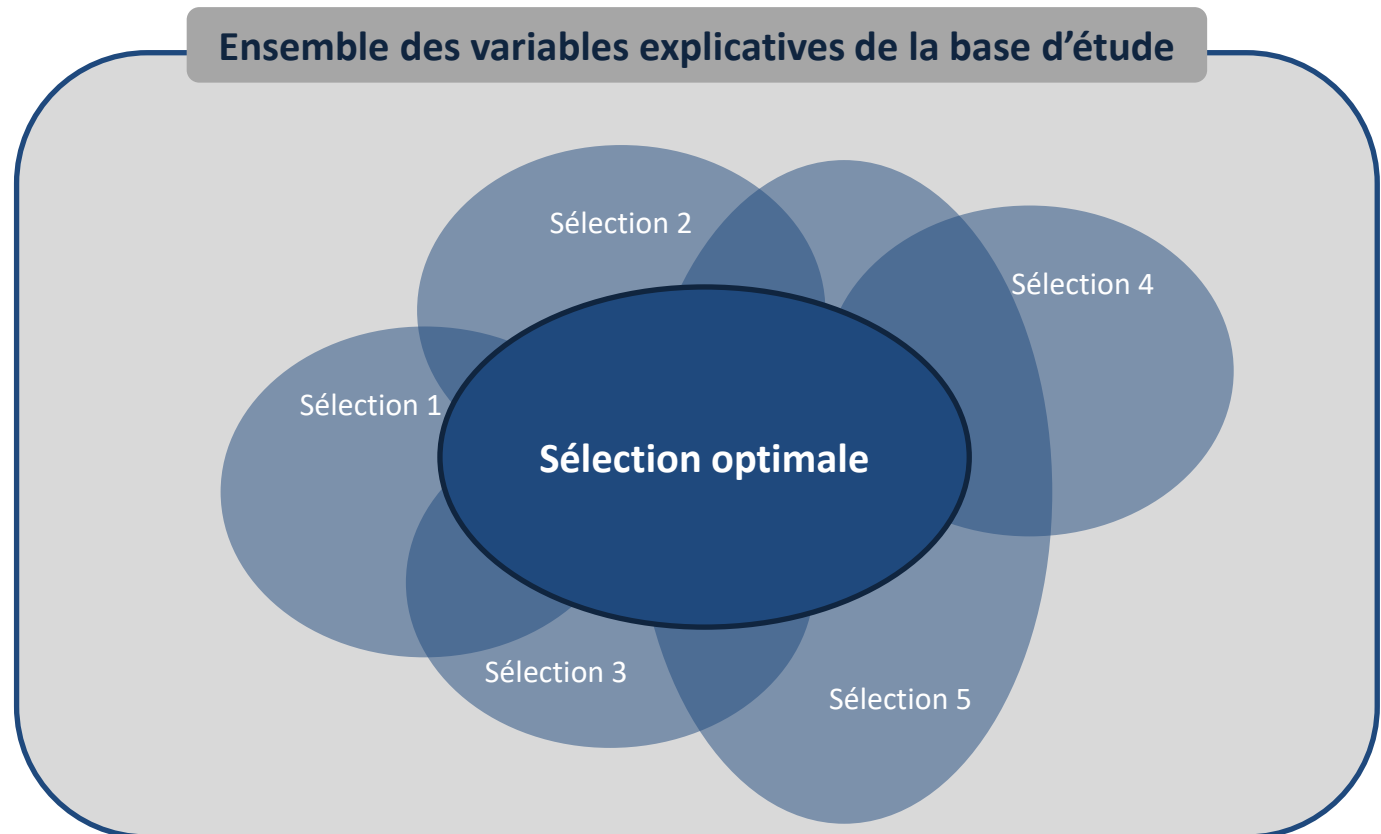 Ensemble des variables explicatives de la base d’étude
Sélection 2
Sélection 4
Sélection 1
Sélection optimale
Sélection 3
Sélection 5